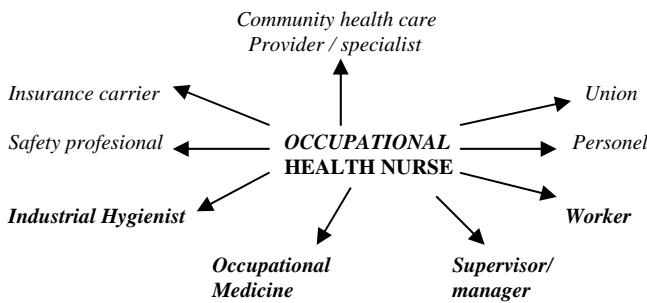 Community health care
Provider / specialist
Insurance carrier
Union
Safety profesional
OCCUPATIONAL
HEALTH NURSE
Personel
Industrial Hygienist
Worker
Occupational
Medicine
Supervisor/
manager